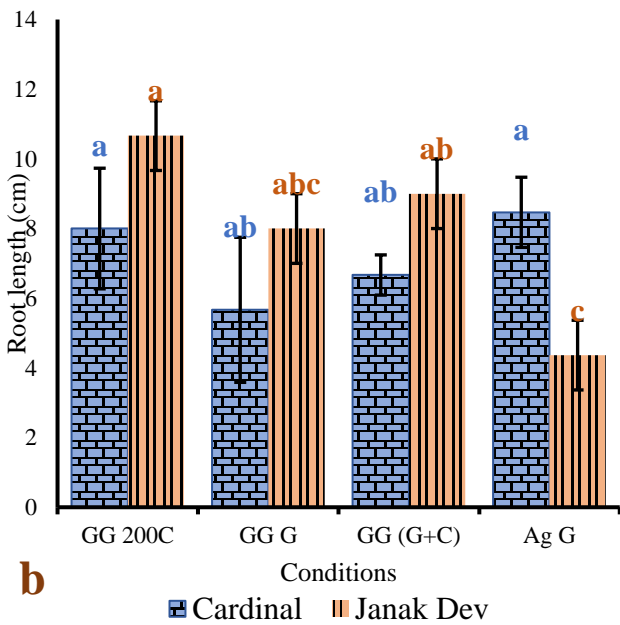 14
12
10
8
6
4
2
0
Root length (cm)
a
a
ab
abc
ab
ab
a
c
GG 200C GG G GG (G+C) Ag G
Conditions
b
Cardinal Janak Dev